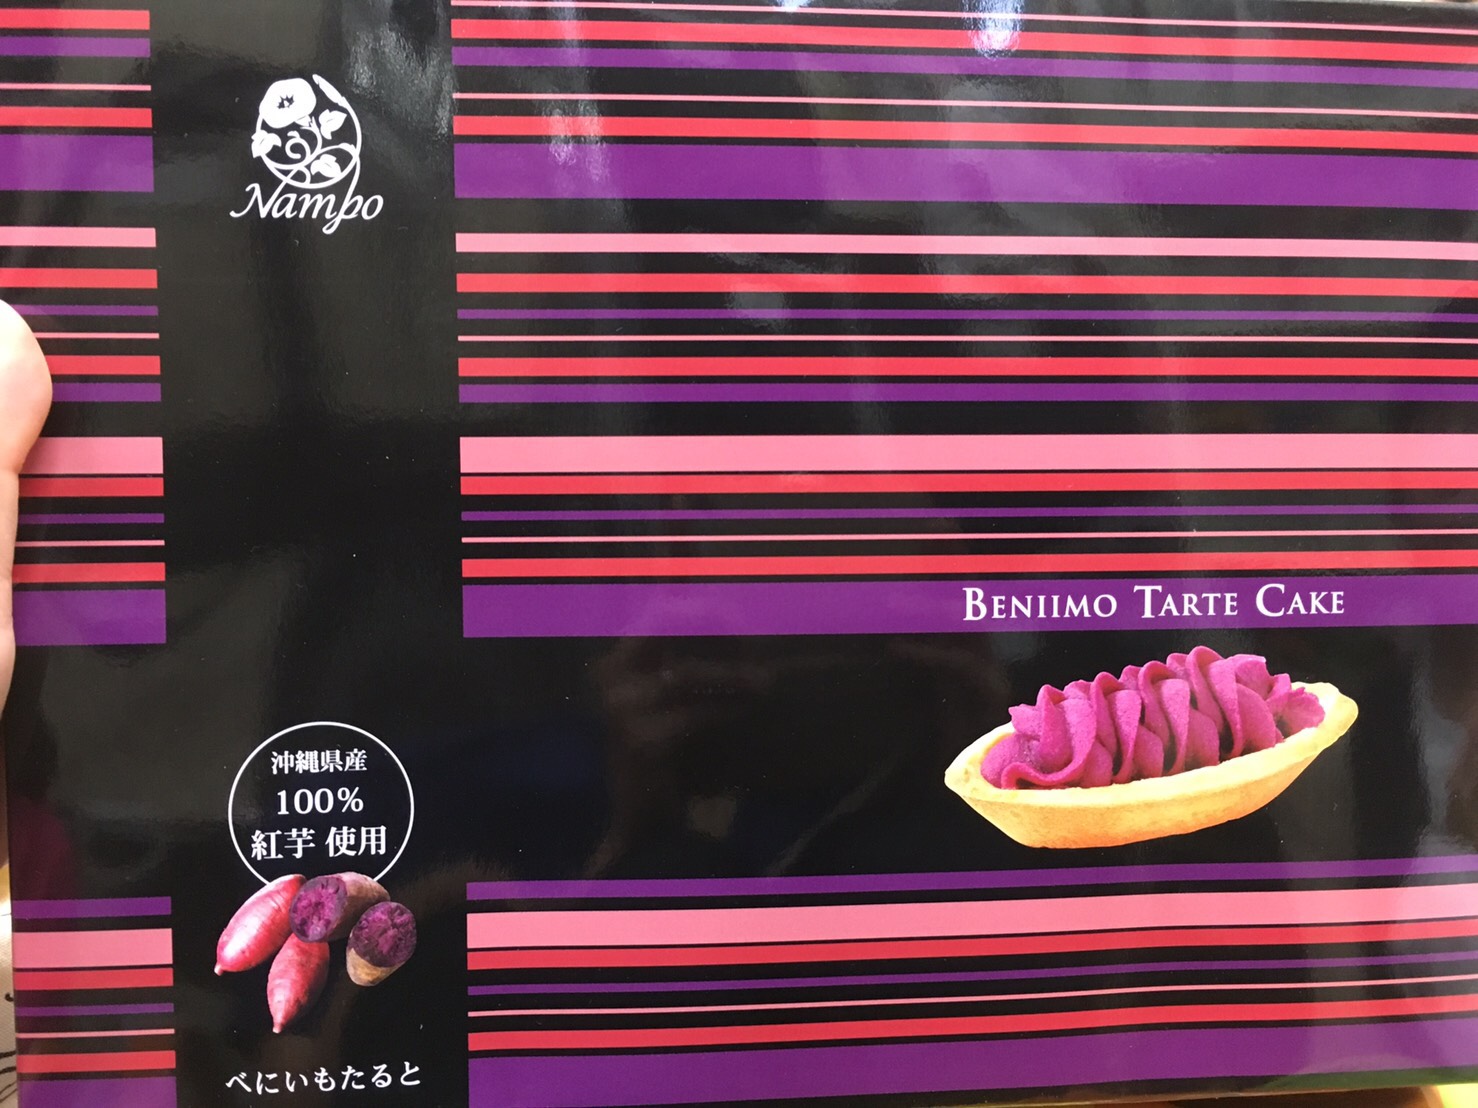 Nampo
BENIIMO TARTE CAKE
沖縄県産
100%
紅芋 使用
べにいもたると